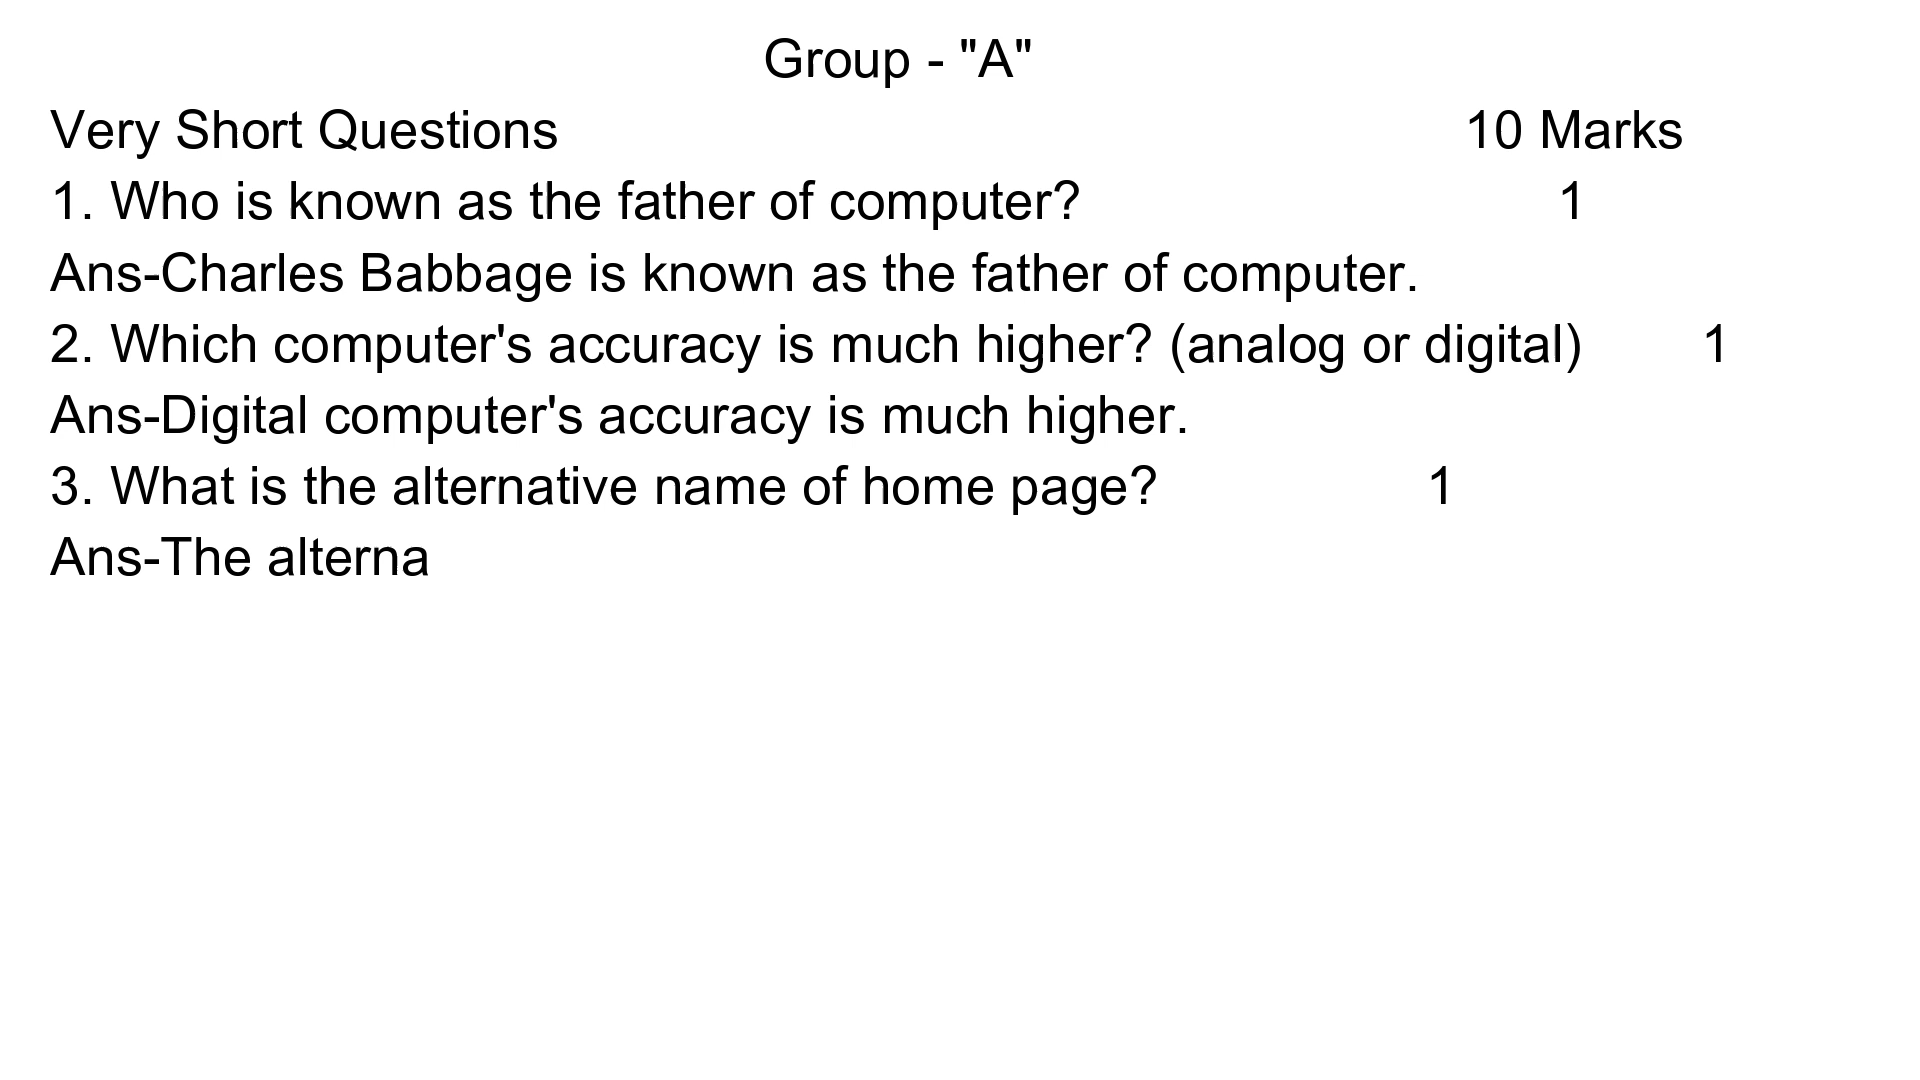 Group - "A"
Very Short Questions 10 Marks
1. Who is known as the father of computer? 1
Ans-Charles Babbage is known as the father of computer.
2. Which computer's accuracy is much higher? (analog or digital) 1
Ans-Digital computer's accuracy is much higher.
3. What is the alternative name of home page? 1
Ans-The alterna